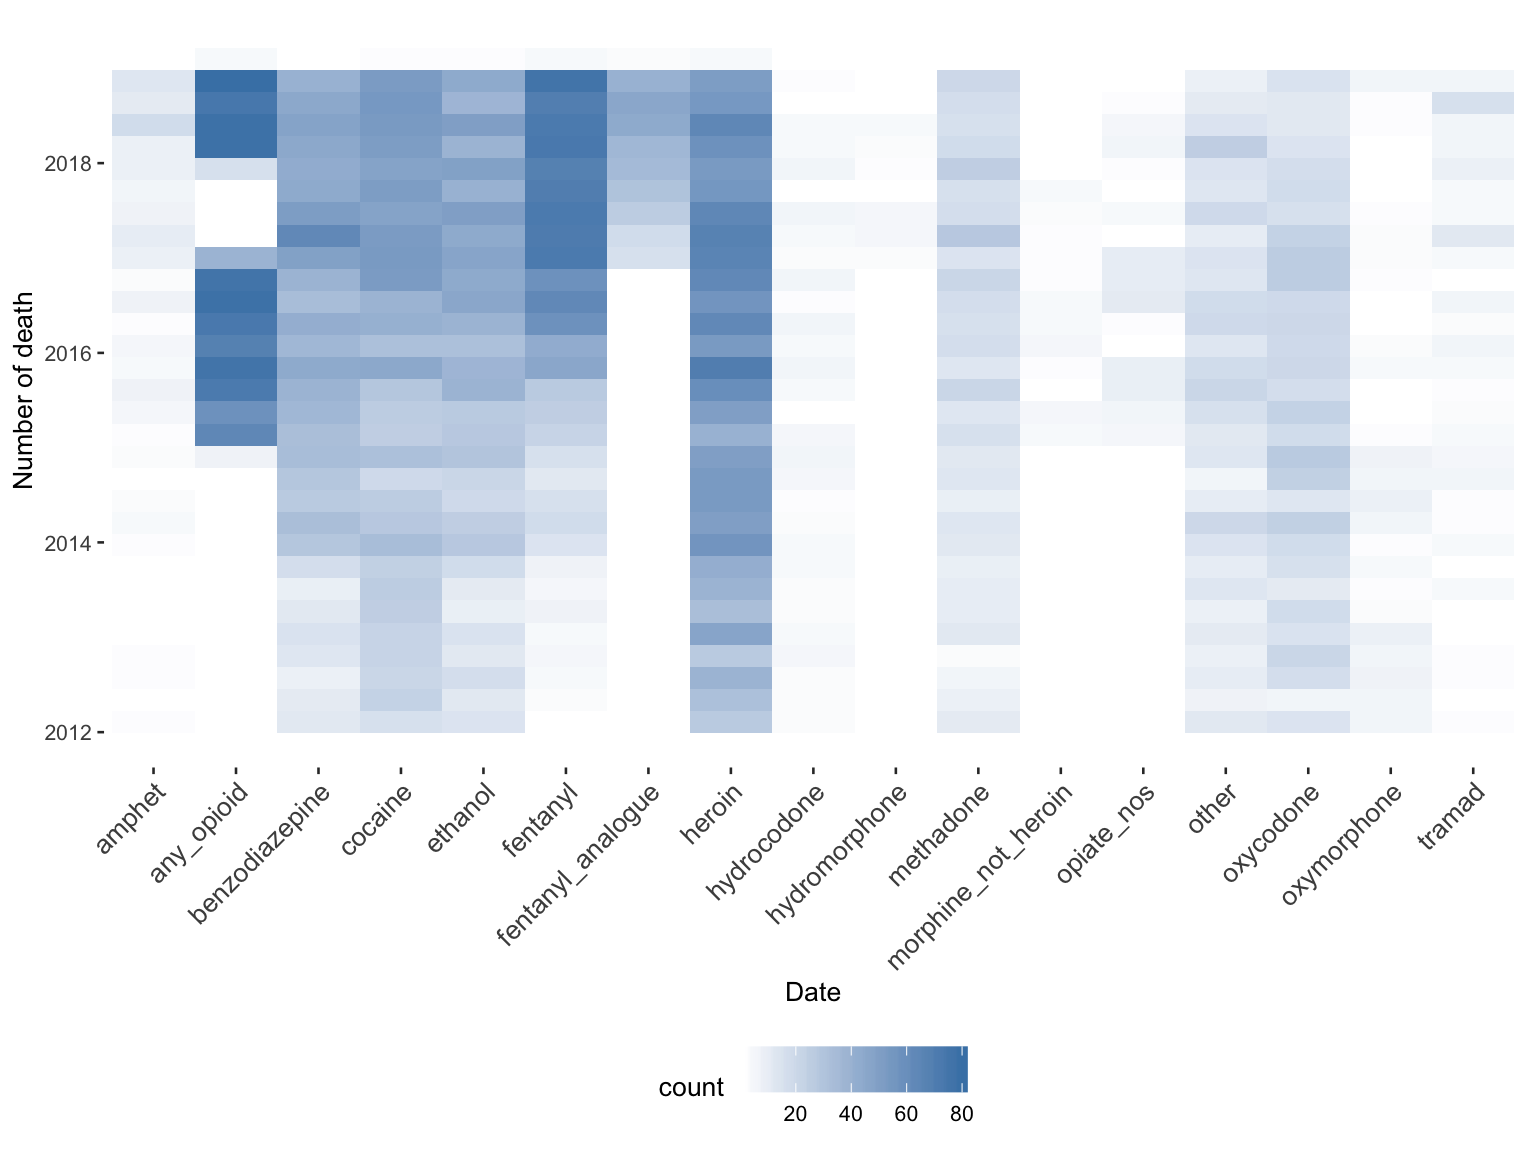 Number of death
2018
2016
2014
2012
amphet
any_opioid
benzodiazepine
cocaine
ethanol
fentanyl
fentanyl_analogue
heroin
hydrocodone
hydromorphone
methadone
morphine_not_heroin
opiate_nos
other
oxycodone
oxymorphone
tramad
Date
count
20 40 60 80